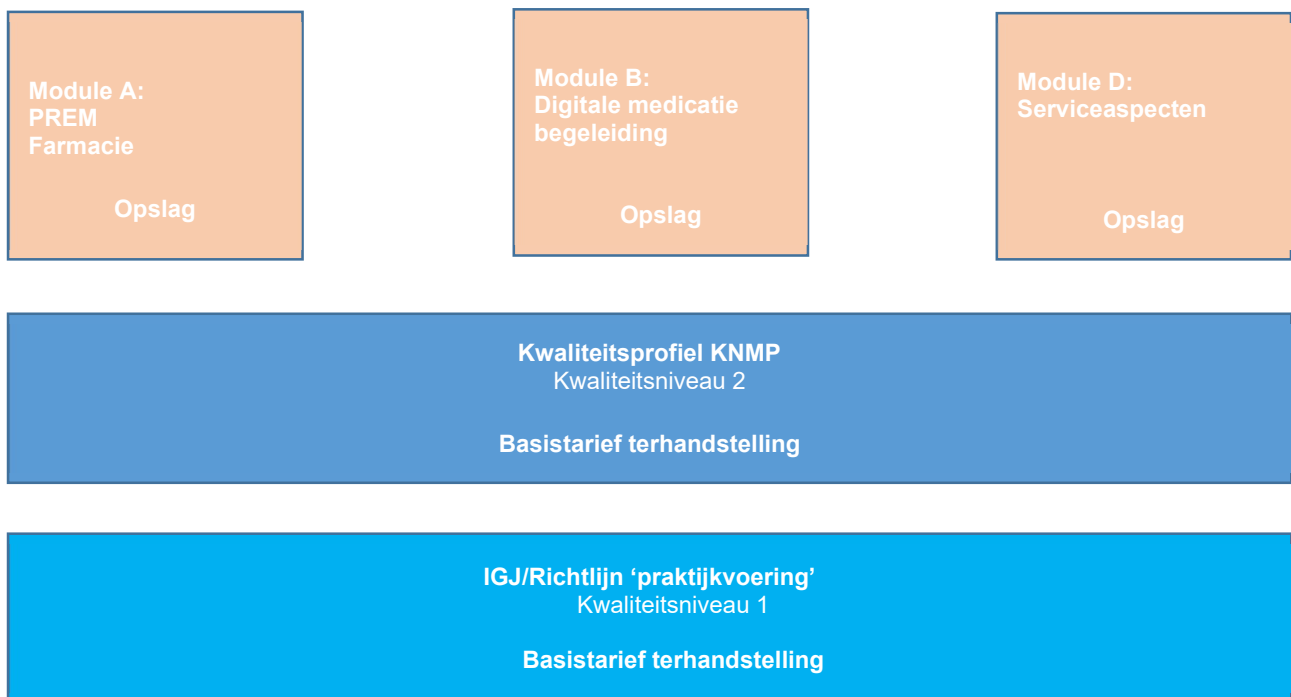 Module A:
PREM
Farmacie
Opslag
Module B:
Digitale medicatie
begeleiding
Opslag
Module D:
Serviceaspecten
Opslag
Kwaliteitsprofiel KNMP
Kwaliteitsniveau 2
Basistarief terhandstelling
IGJ/Richtlijn ‘praktijkvoering’
Kwaliteitsniveau 1
Basistarief terhandstelling